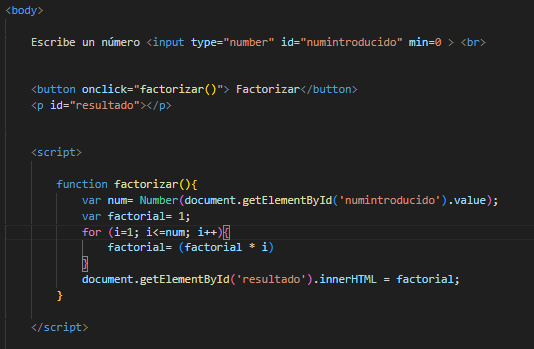 <body>
Escribe un número <input type="number" id="numintroducido" min=0 > <br>
<button onclick="factorizar()"> Factorizar</button>
<p id="resultado"></p>
<script>
function factorizar(){
var num= Number(document.getElementById('numintroducido').value);
var factorial= 1;
for (i=1; i<=num; i++){
factorial= (factorial * i)
}
document.getElementById('resultado').innerHTML = factorial;
}
</script>